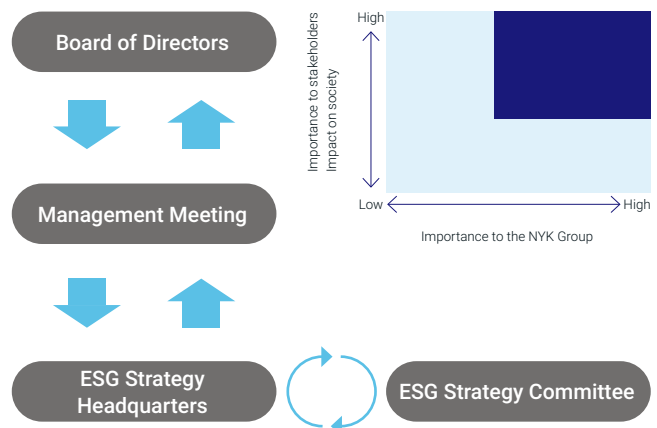 Board of Directors
Management Meeting
ESG Strategy
Headquarters
ESG Strategy Committee
High
Importance to stakeholders
Impact on society
Low
High
Importance to the NYK Group